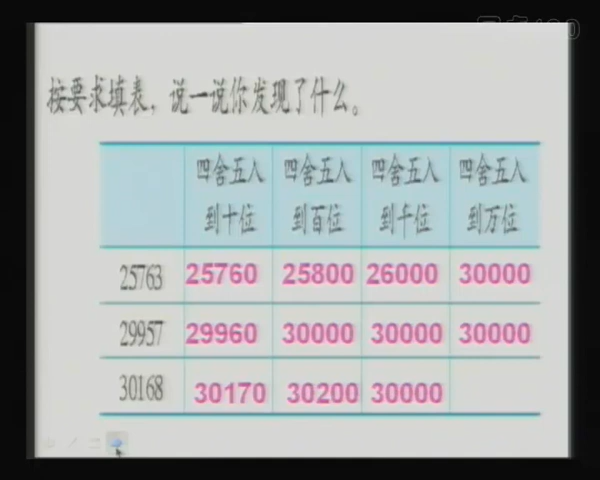 按要求填表，说一说你发现了什么。
四舍五入到十位 四舍五入到百位 四舍五入到千位 四舍五入到万位
25763 25760 25800 26000 30000
29957 29960 30000 30000 30000
30168 30170 30200 30000